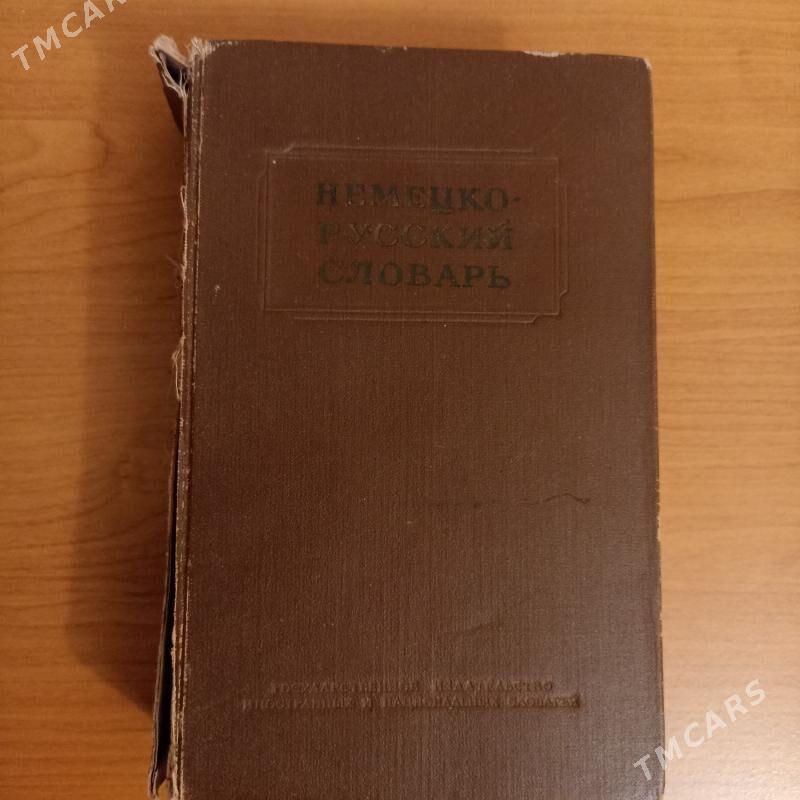 TMCARS
НЕМЕЦКО-
РУССКИЙ
СЛОВАРЬ
ГОСУДАРСТВЕННОЕ ИЗДАТЕЛЬСТВО
ИНОСТРАННЫХ И НАЦИОНАЛЬНЫХ СЛОВАРЕЙ
TMCARS